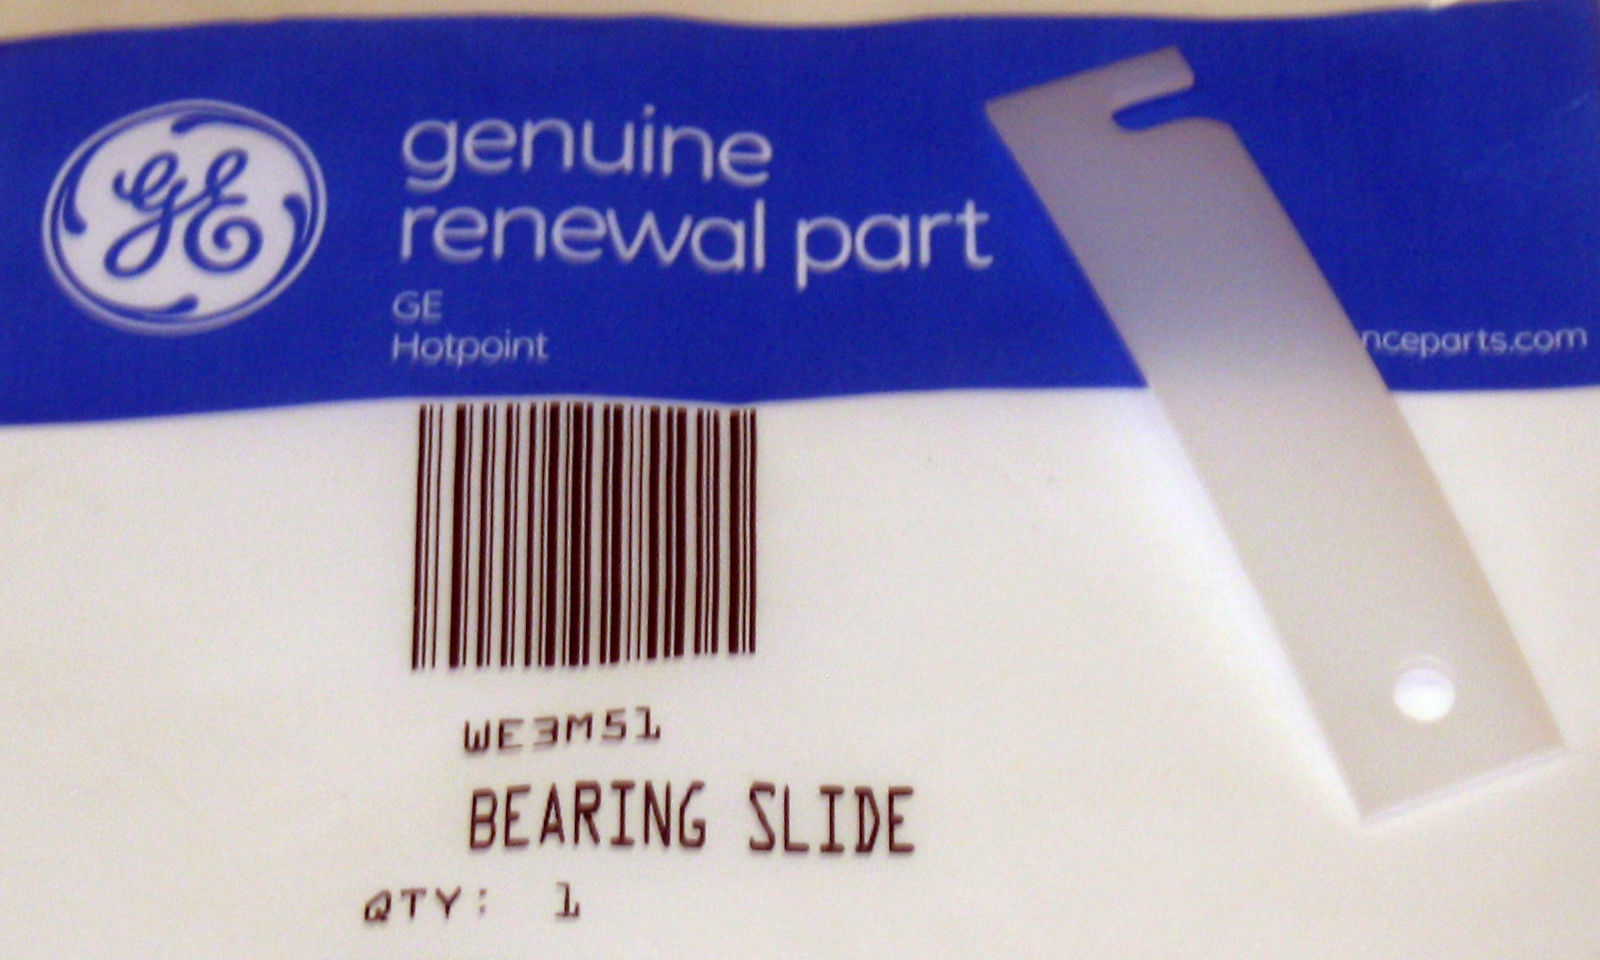 GE
genuine
renewal part
GE
Hotpoint
nceparts.com
WE3M51
BEARING SLIDE
QTY: 1